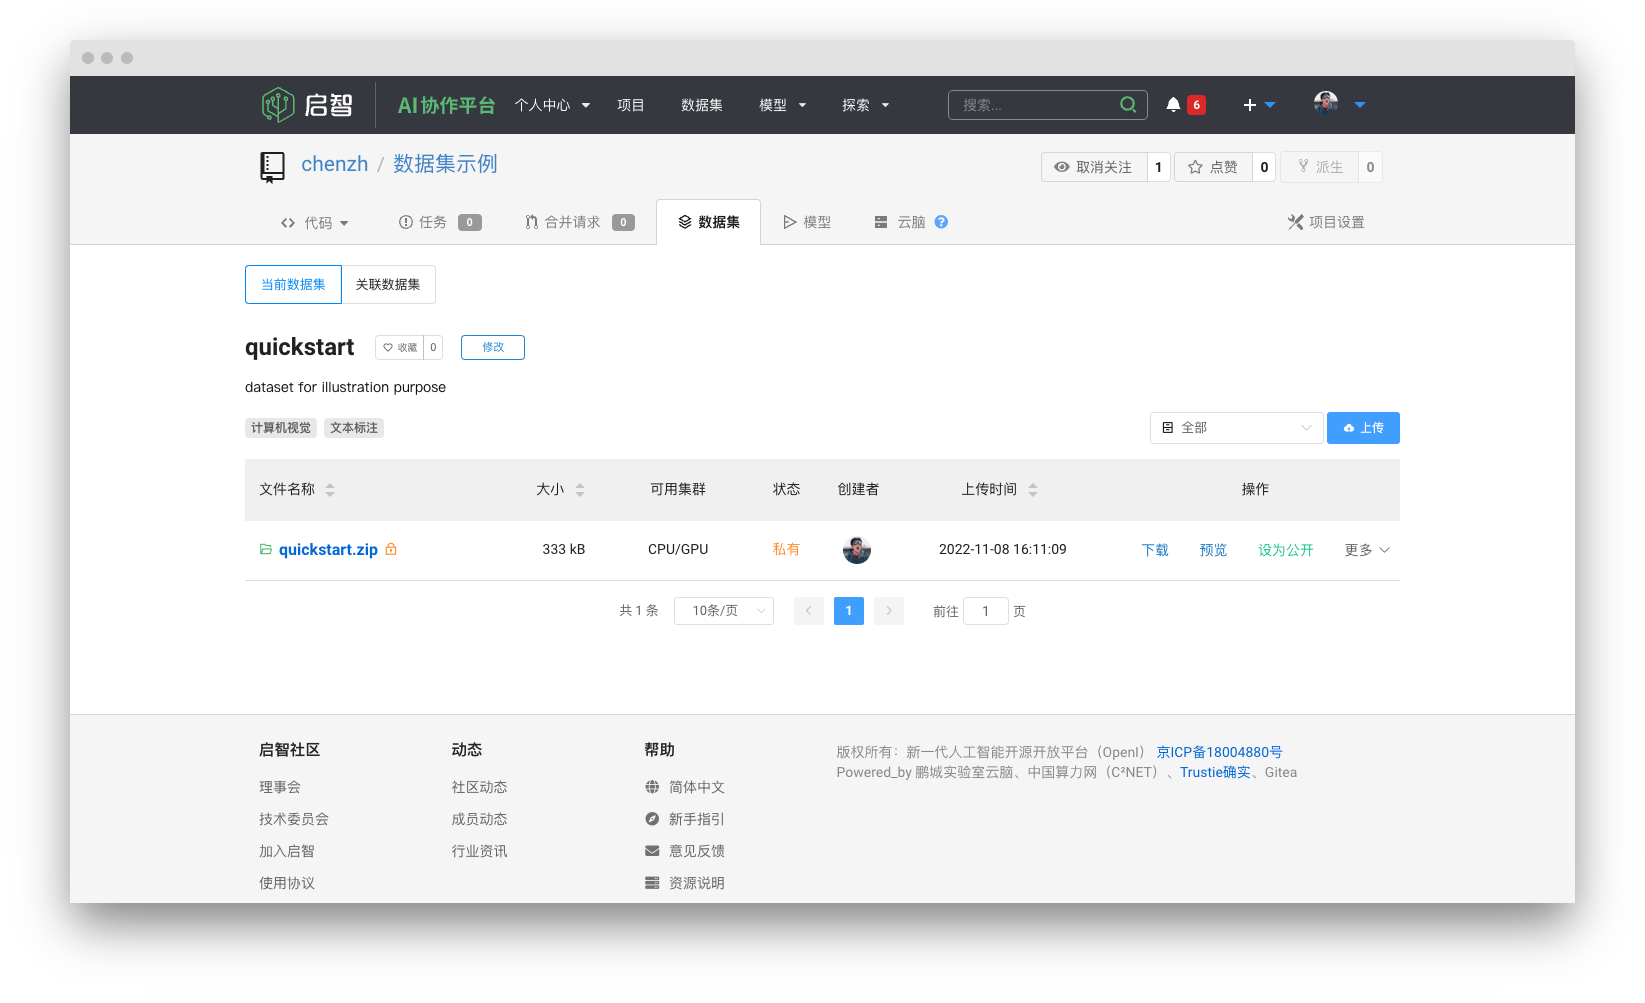 启智 AI协作平台 个人中心 项目 数据集 模型 探索 搜索... 6
chenzh / 数据集示例 取消关注 1 点赞 0 派生 0
代码 任务 0 合并请求 0 数据集 模型 云脑 ? 项目设置
当前数据集 关联数据集
quickstart 收藏 0 修改
dataset for illustration purpose
计算机视觉 文本标注 全部 上传
文件名称 大小 可用集群 状态 创建者 上传时间 操作
quickstart.zip 333 kB CPU/GPU 私有 2022-11-08 16:11:09 下载 预览 设为公开 更多
共 1 条 10条/页 1 前往 1 页
启智社区 动态 帮助
版权所有：新一代人工智能开源开放平台（OpenI） 京ICP备18004880号
Powered_by 鹏城实验室云脑、中国算力网（C²NET）、Trustie确实、Gitea
理事会 社区动态 简体中文
技术委员会 成员动态 新手指引
加入启智 行业资讯 意见反馈
使用协议 资源说明